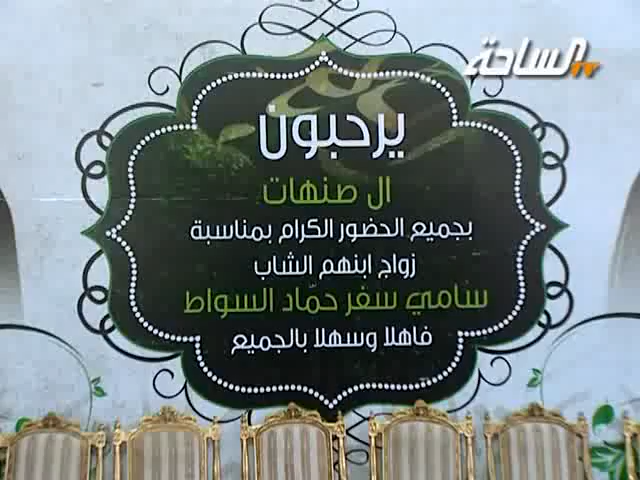 الساحة TV
يرحبون
ال صنهات
بجميع الحضور الكرام بمناسبة
زواج ابنهم الشاب
سامي سفر حمّاد السواط
فاهلا وسهلا بالجميع